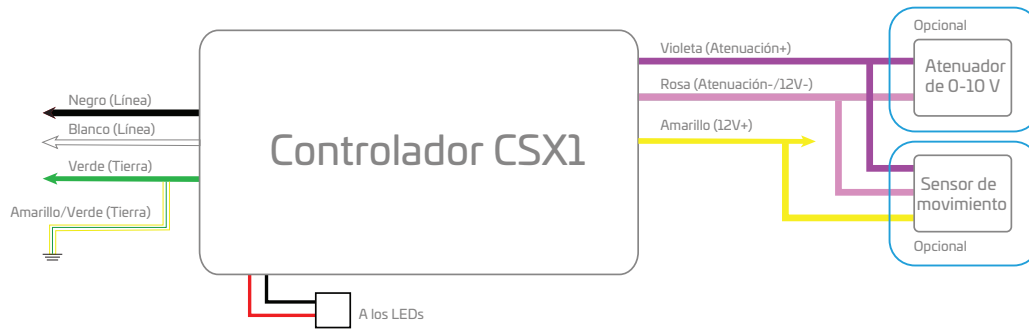 Opcional
Violeta (Atenuación+)
Atenuador
de 0-10 V
Rosa (Atenuación-/12V-)
Negro (Línea)
Amarillo (12V+)
Blanco (Línea)
Controlador CSX1
Verde (Tierra)
Sensor de
movimiento
Amarillo/Verde (Tierra)
Opcional
A los LEDs